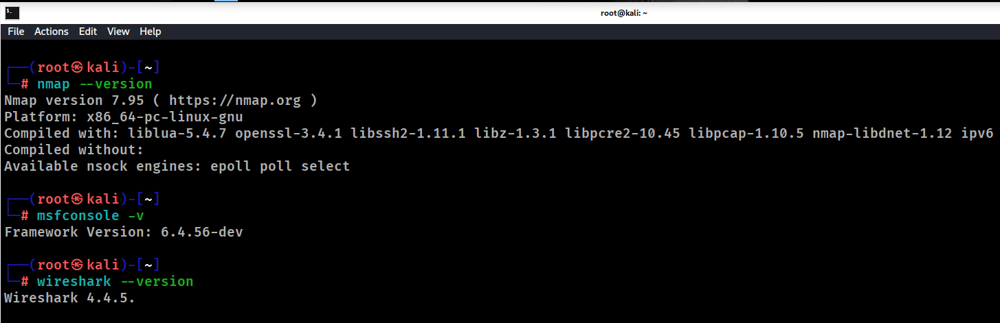 root@kali: ~
File Actions Edit View Help
┌──(root㉿kali)-[~]
└─# nmap --version
Nmap version 7.95 ( https://nmap.org )
Platform: x86_64-pc-linux-gnu
Compiled with: liblua-5.4.7 openssl-3.4.1 libssh2-1.11.1 libz-1.3.1 libpcre2-10.45 libpcap-1.10.5 nmap-libdnet-1.12 ipv6
Compiled without:
Available nsock engines: epoll poll select
┌──(root㉿kali)-[~]
└─# msfconsole -v
Framework Version: 6.4.56-dev
┌──(root㉿kali)-[~]
└─# wireshark --version
Wireshark 4.4.5.